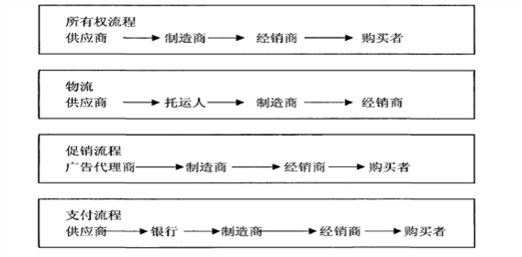 所有权流程
供应商 → 制造商 → 经销商 → 购买者
物流
供应商 → 托运人 → 制造商 → 经销商
促销流程
广告代理商 → 制造商 → 经销商 → 购买者
支付流程
供应商 → 银行 → 制造商 → 经销商 → 购买者